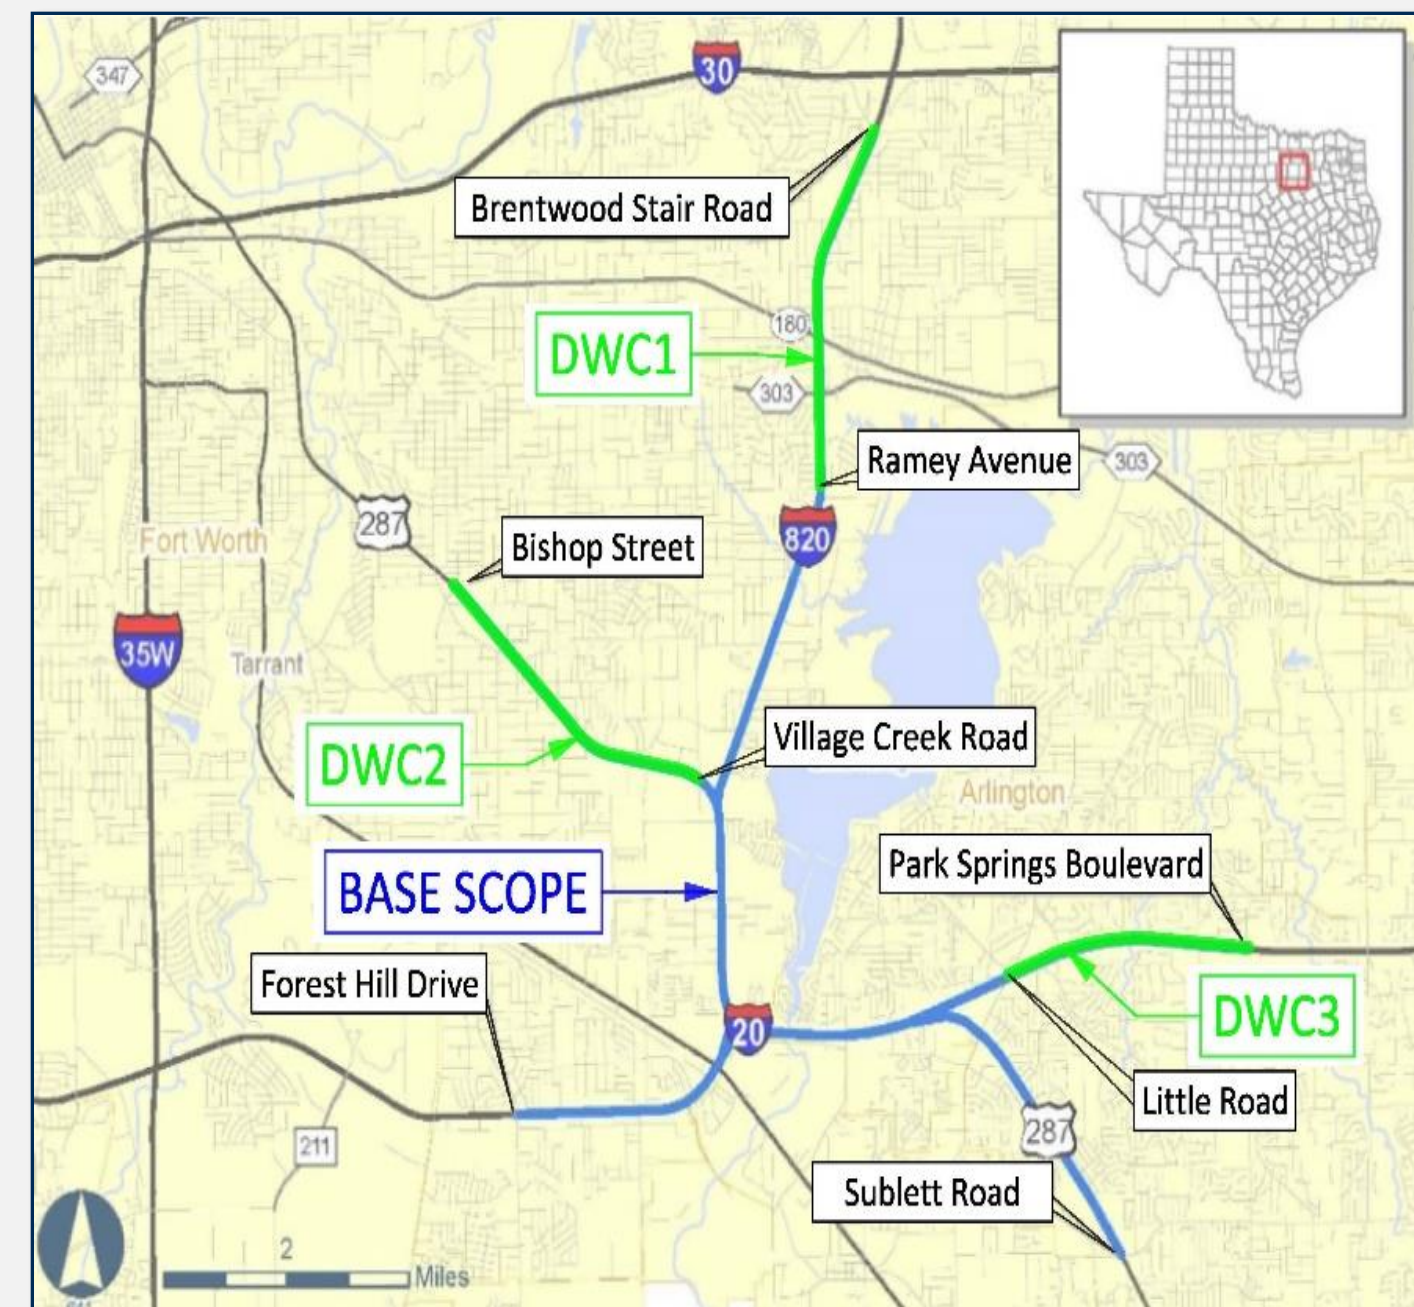 347
30
Brentwood Stair Road
180
DWC1
303
Ramey Avenue
303
287
Bishop Street
820
Fort Worth
35W
Tarrant
Village Creek Road
DWC2
Arlington
Park Springs Boulevard
BASE SCOPE
Forest Hill Drive
20
DWC3
Little Road
287
211
Sublett Road
2
Miles